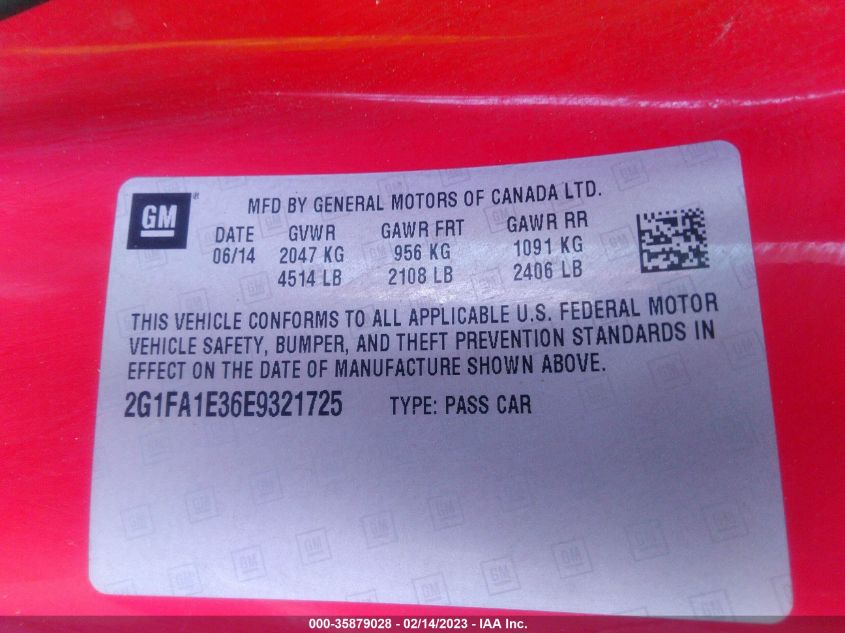 GM ®
MFD BY GENERAL MOTORS OF CANADA LTD.
DATE GVWR GAWR FRT GAWR RR
06/14 2047 KG 956 KG 1091 KG
4514 LB 2108 LB 2406 LB
THIS VEHICLE CONFORMS TO ALL APPLICABLE U.S. FEDERAL MOTOR
VEHICLE SAFETY, BUMPER, AND THEFT PREVENTION STANDARDS IN
EFFECT ON THE DATE OF MANUFACTURE SHOWN ABOVE.
2G1FA1E36E9321725 TYPE: PASS CAR
000-35879028 - 02/14/2023 - IAA Inc.